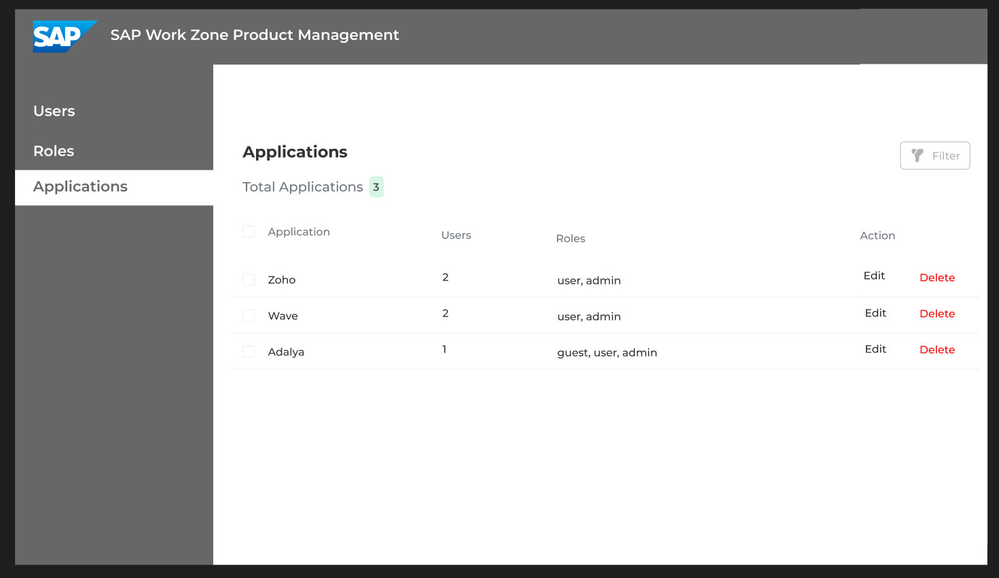 SAP SAP Work Zone Product Management
Users
Roles
Applications
Applications
Filter
Total Applications 3
Application Users Roles Action
Zoho 2 user, admin Edit Delete
Wave 2 user, admin Edit Delete
Adalya 1 guest, user, admin Edit Delete